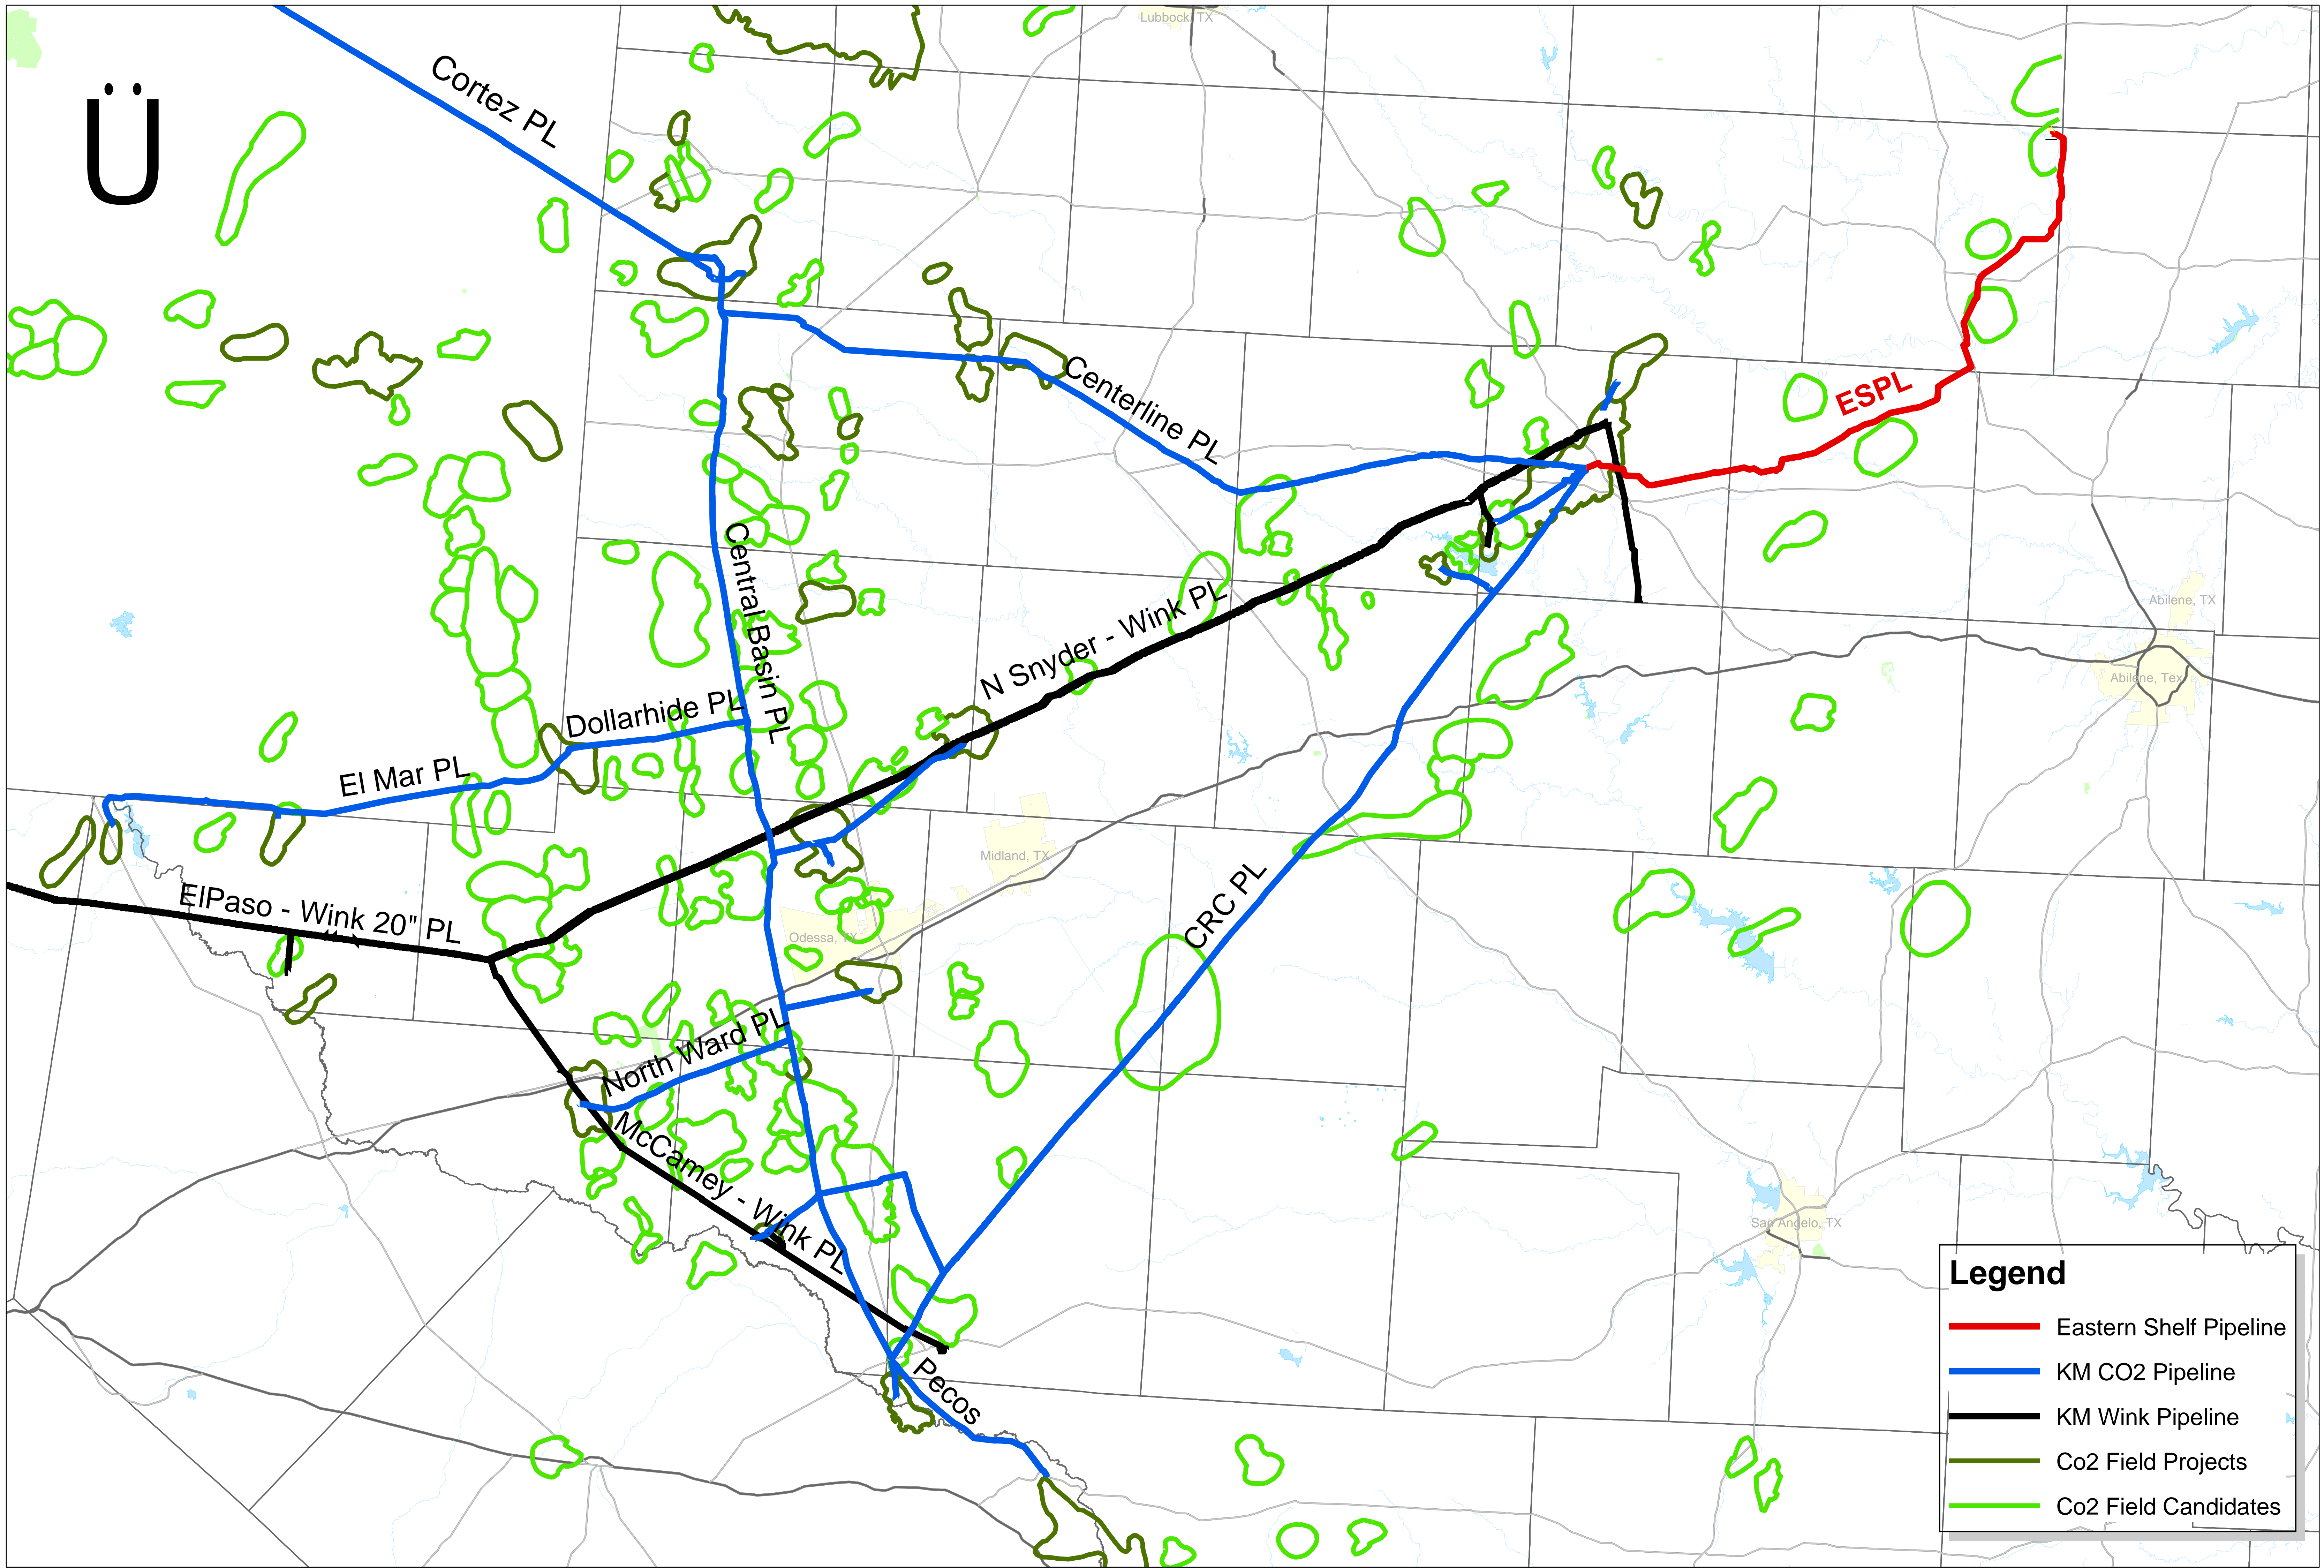 Lubbock, TX
Cortez PL
Ü
Centerline PL
ESPL
Central Basin PL
N Snyder - Wink PL
Abilene, TX
Abilene, Tex
Dollarhide PL
El Mar PL
Midland, TX
ElPaso - Wink 20" PL
Odessa, TX
CRC PL
North Ward PL
McCamey - Wink PL
San Angelo, TX
Pecos
Legend
Eastern Shelf Pipeline
KM CO2 Pipeline
KM Wink Pipeline
Co2 Field Projects
Co2 Field Candidates